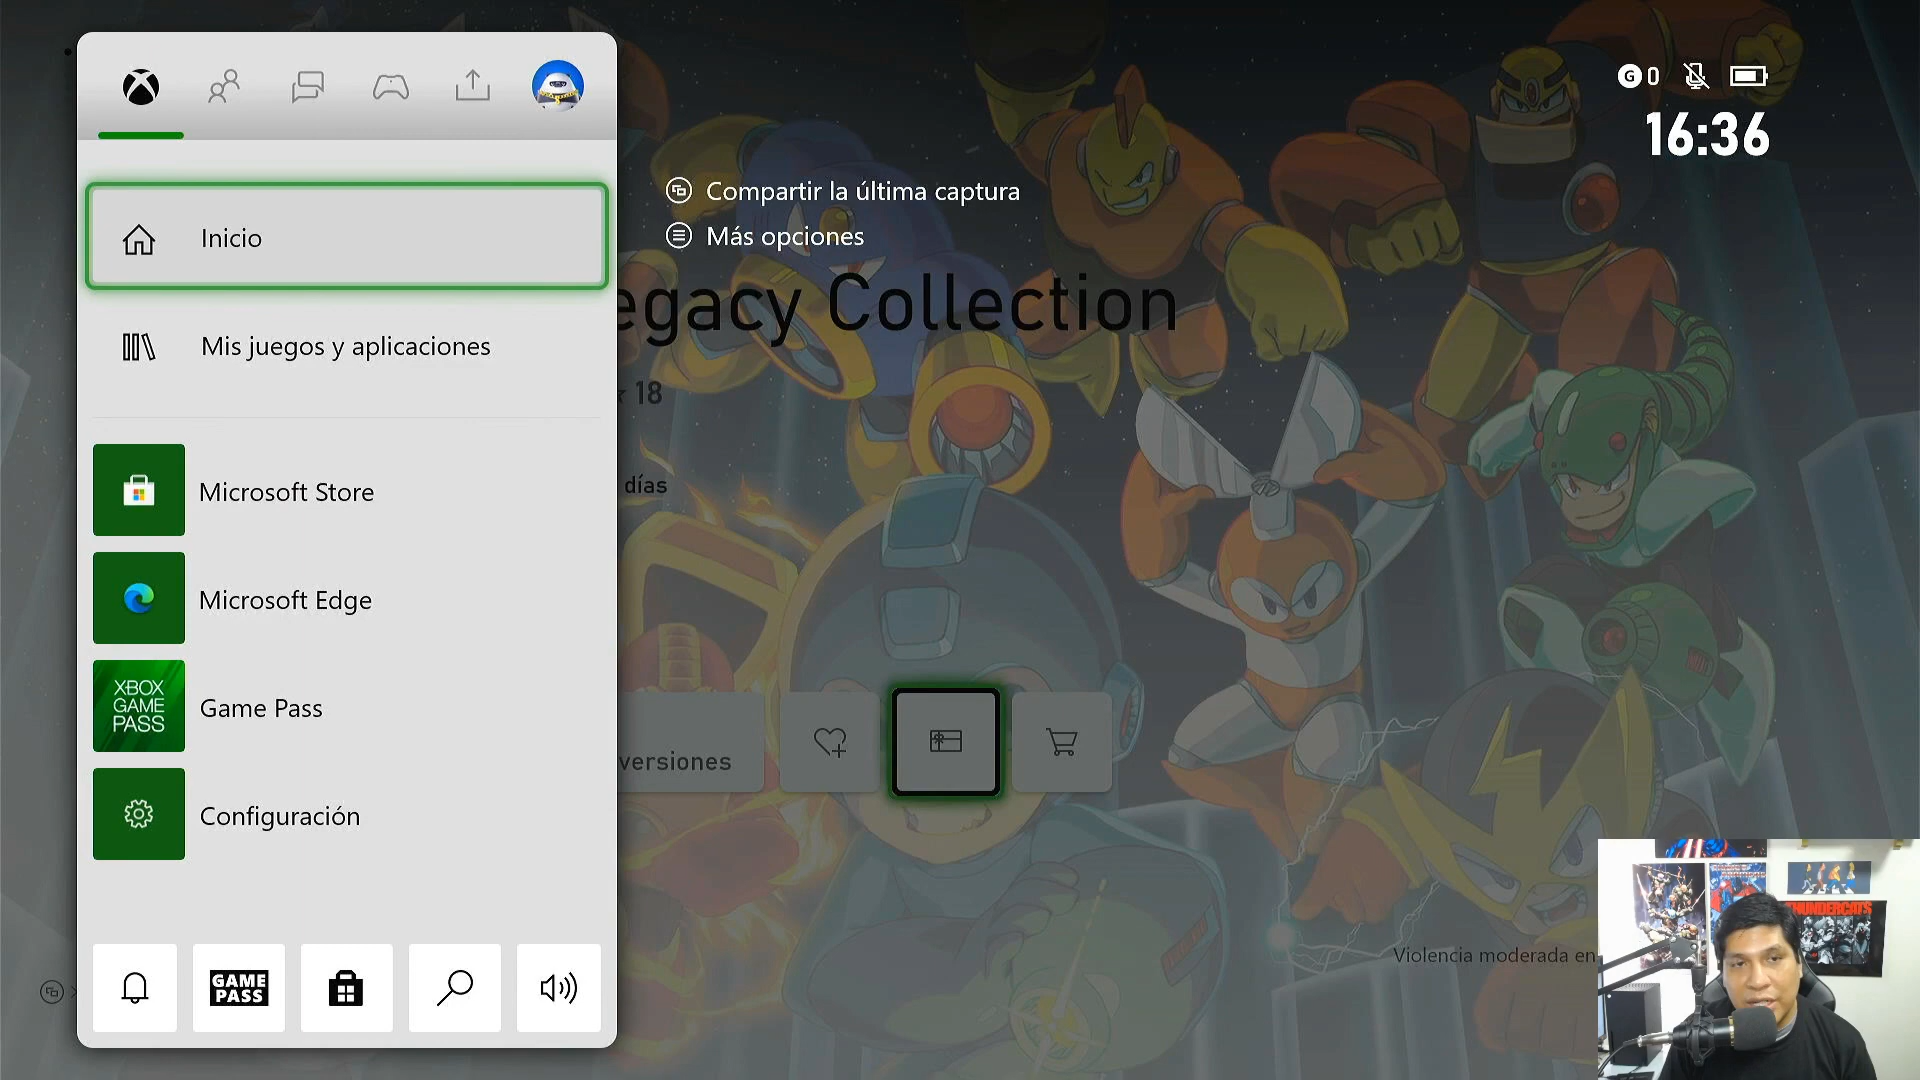 G 0
16:36
Compartir la última captura
Más opciones
Inicio
egacy Collection
Mis juegos y aplicaciones
18
días
Microsoft Store
Microsoft Edge
XBOX
GAME
PASS
Game Pass
versiones
Configuración
Violencia moderada en
THUNDERCATS
GAME
PASS